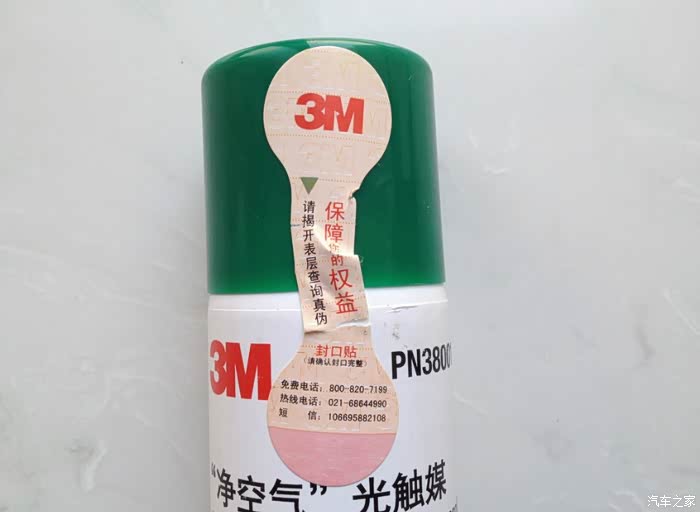 3M
请揭开表层查询真伪
保障您的权益
封口贴
(请确认封口完整)
3M
PN3800
免费电话：800-820-7199
热线电话：021-68644990
短 信：106695882108
“净空气”光触媒
汽车之家